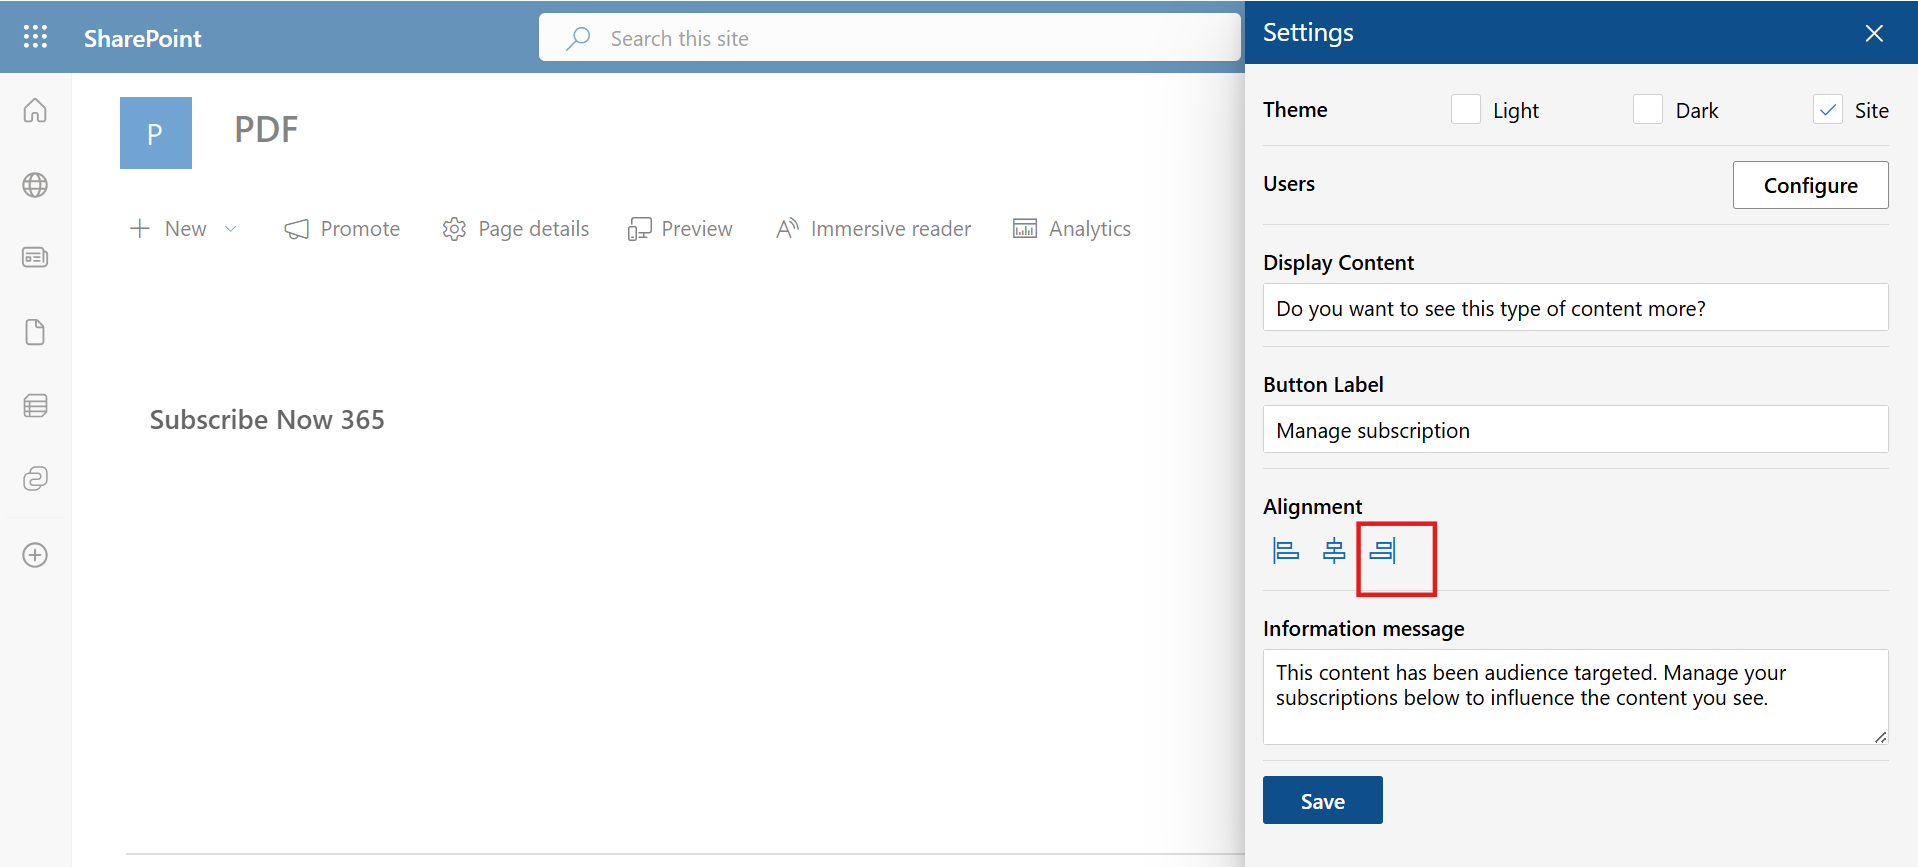 SharePoint
Search this site
P
PDF
New
Promote
Page details
Preview
Immersive reader
Analytics
Subscribe Now 365
Settings
Theme
Light
Dark
Site
Users
Configure
Display Content
Do you want to see this type of content more?
Button Label
Manage subscription
Alignment
Information message
This content has been audience targeted. Manage your
subscriptions below to influence the content you see.
Save